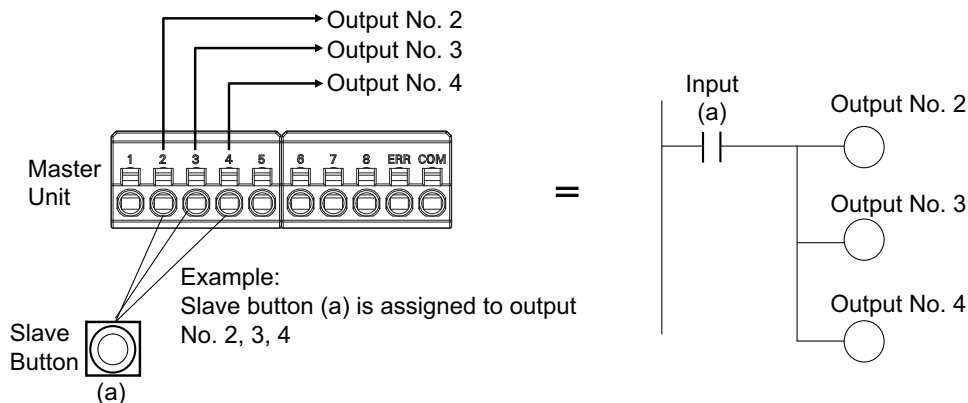 Output No. 2
Output No. 3
Output No. 4
Master
Unit
1 2 3 4 5 6 7 8 ERR COM
Example:
Slave button (a) is assigned to output
No. 2, 3, 4
Slave
Button
(a)
=
Input
(a)
Output No. 2
Output No. 3
Output No. 4